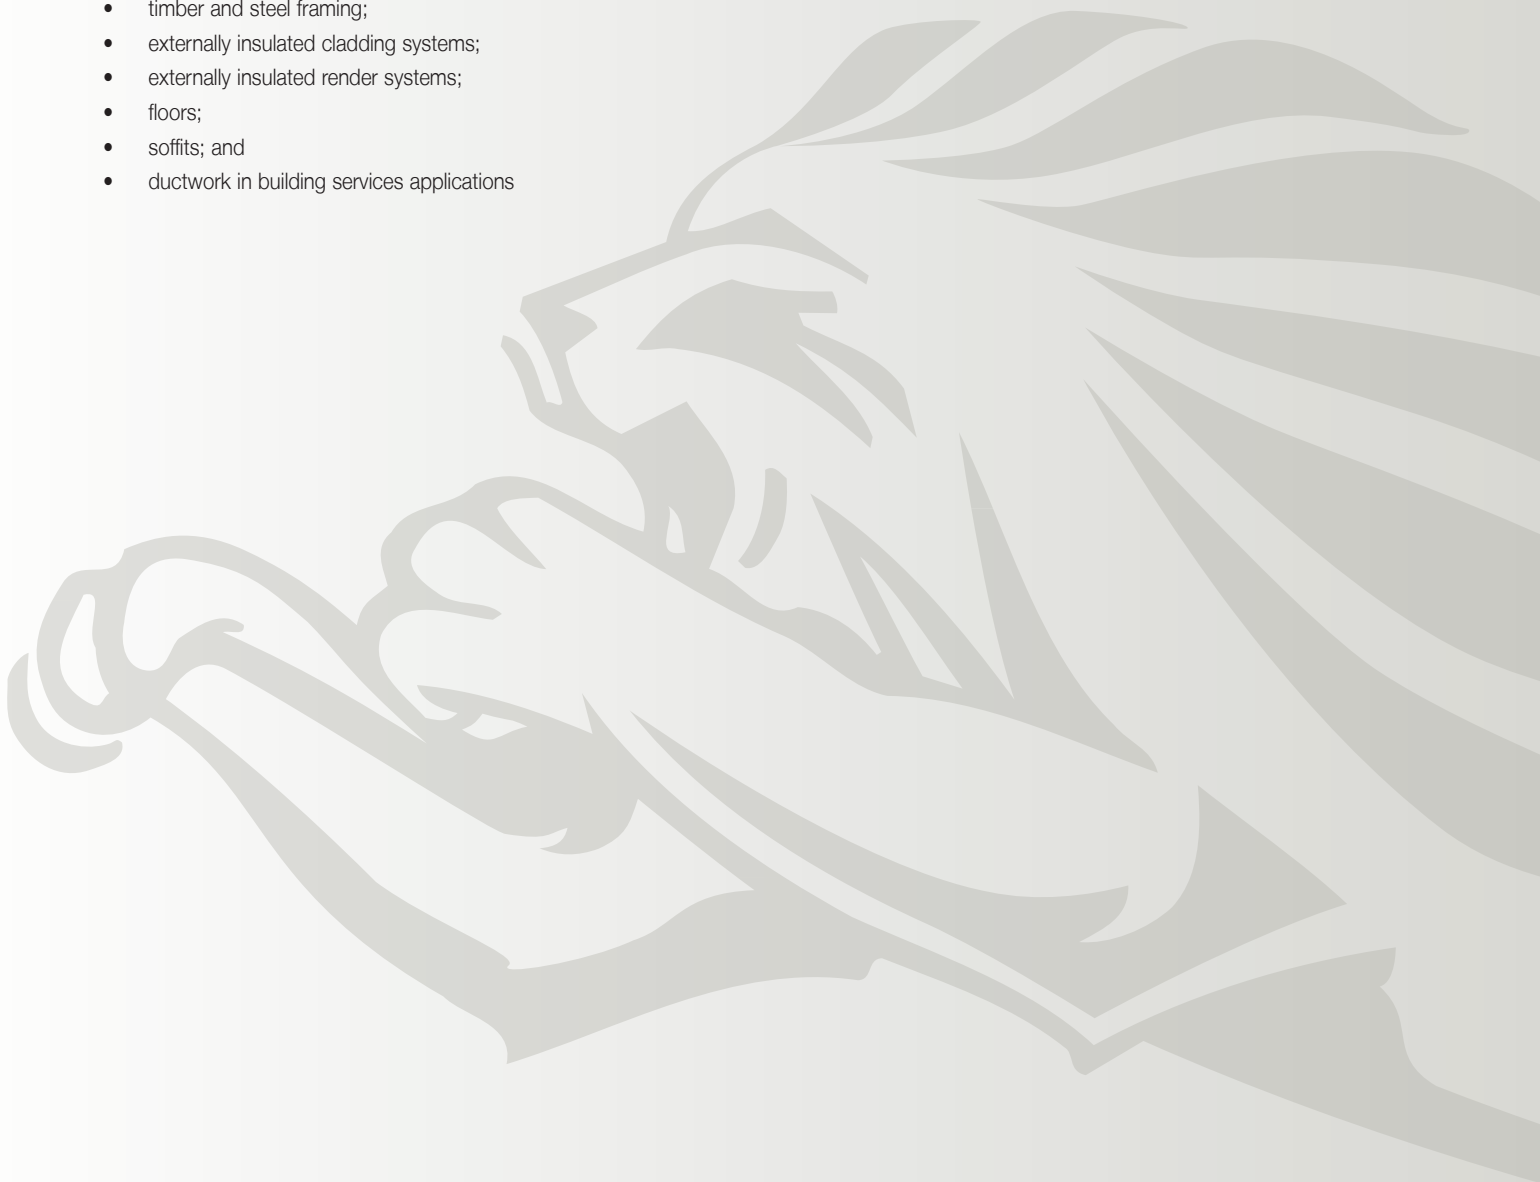 • timber and steel framing;
• externally insulated cladding systems;
• externally insulated render systems;
• floors;
• soffits; and
• ductwork in building services applications